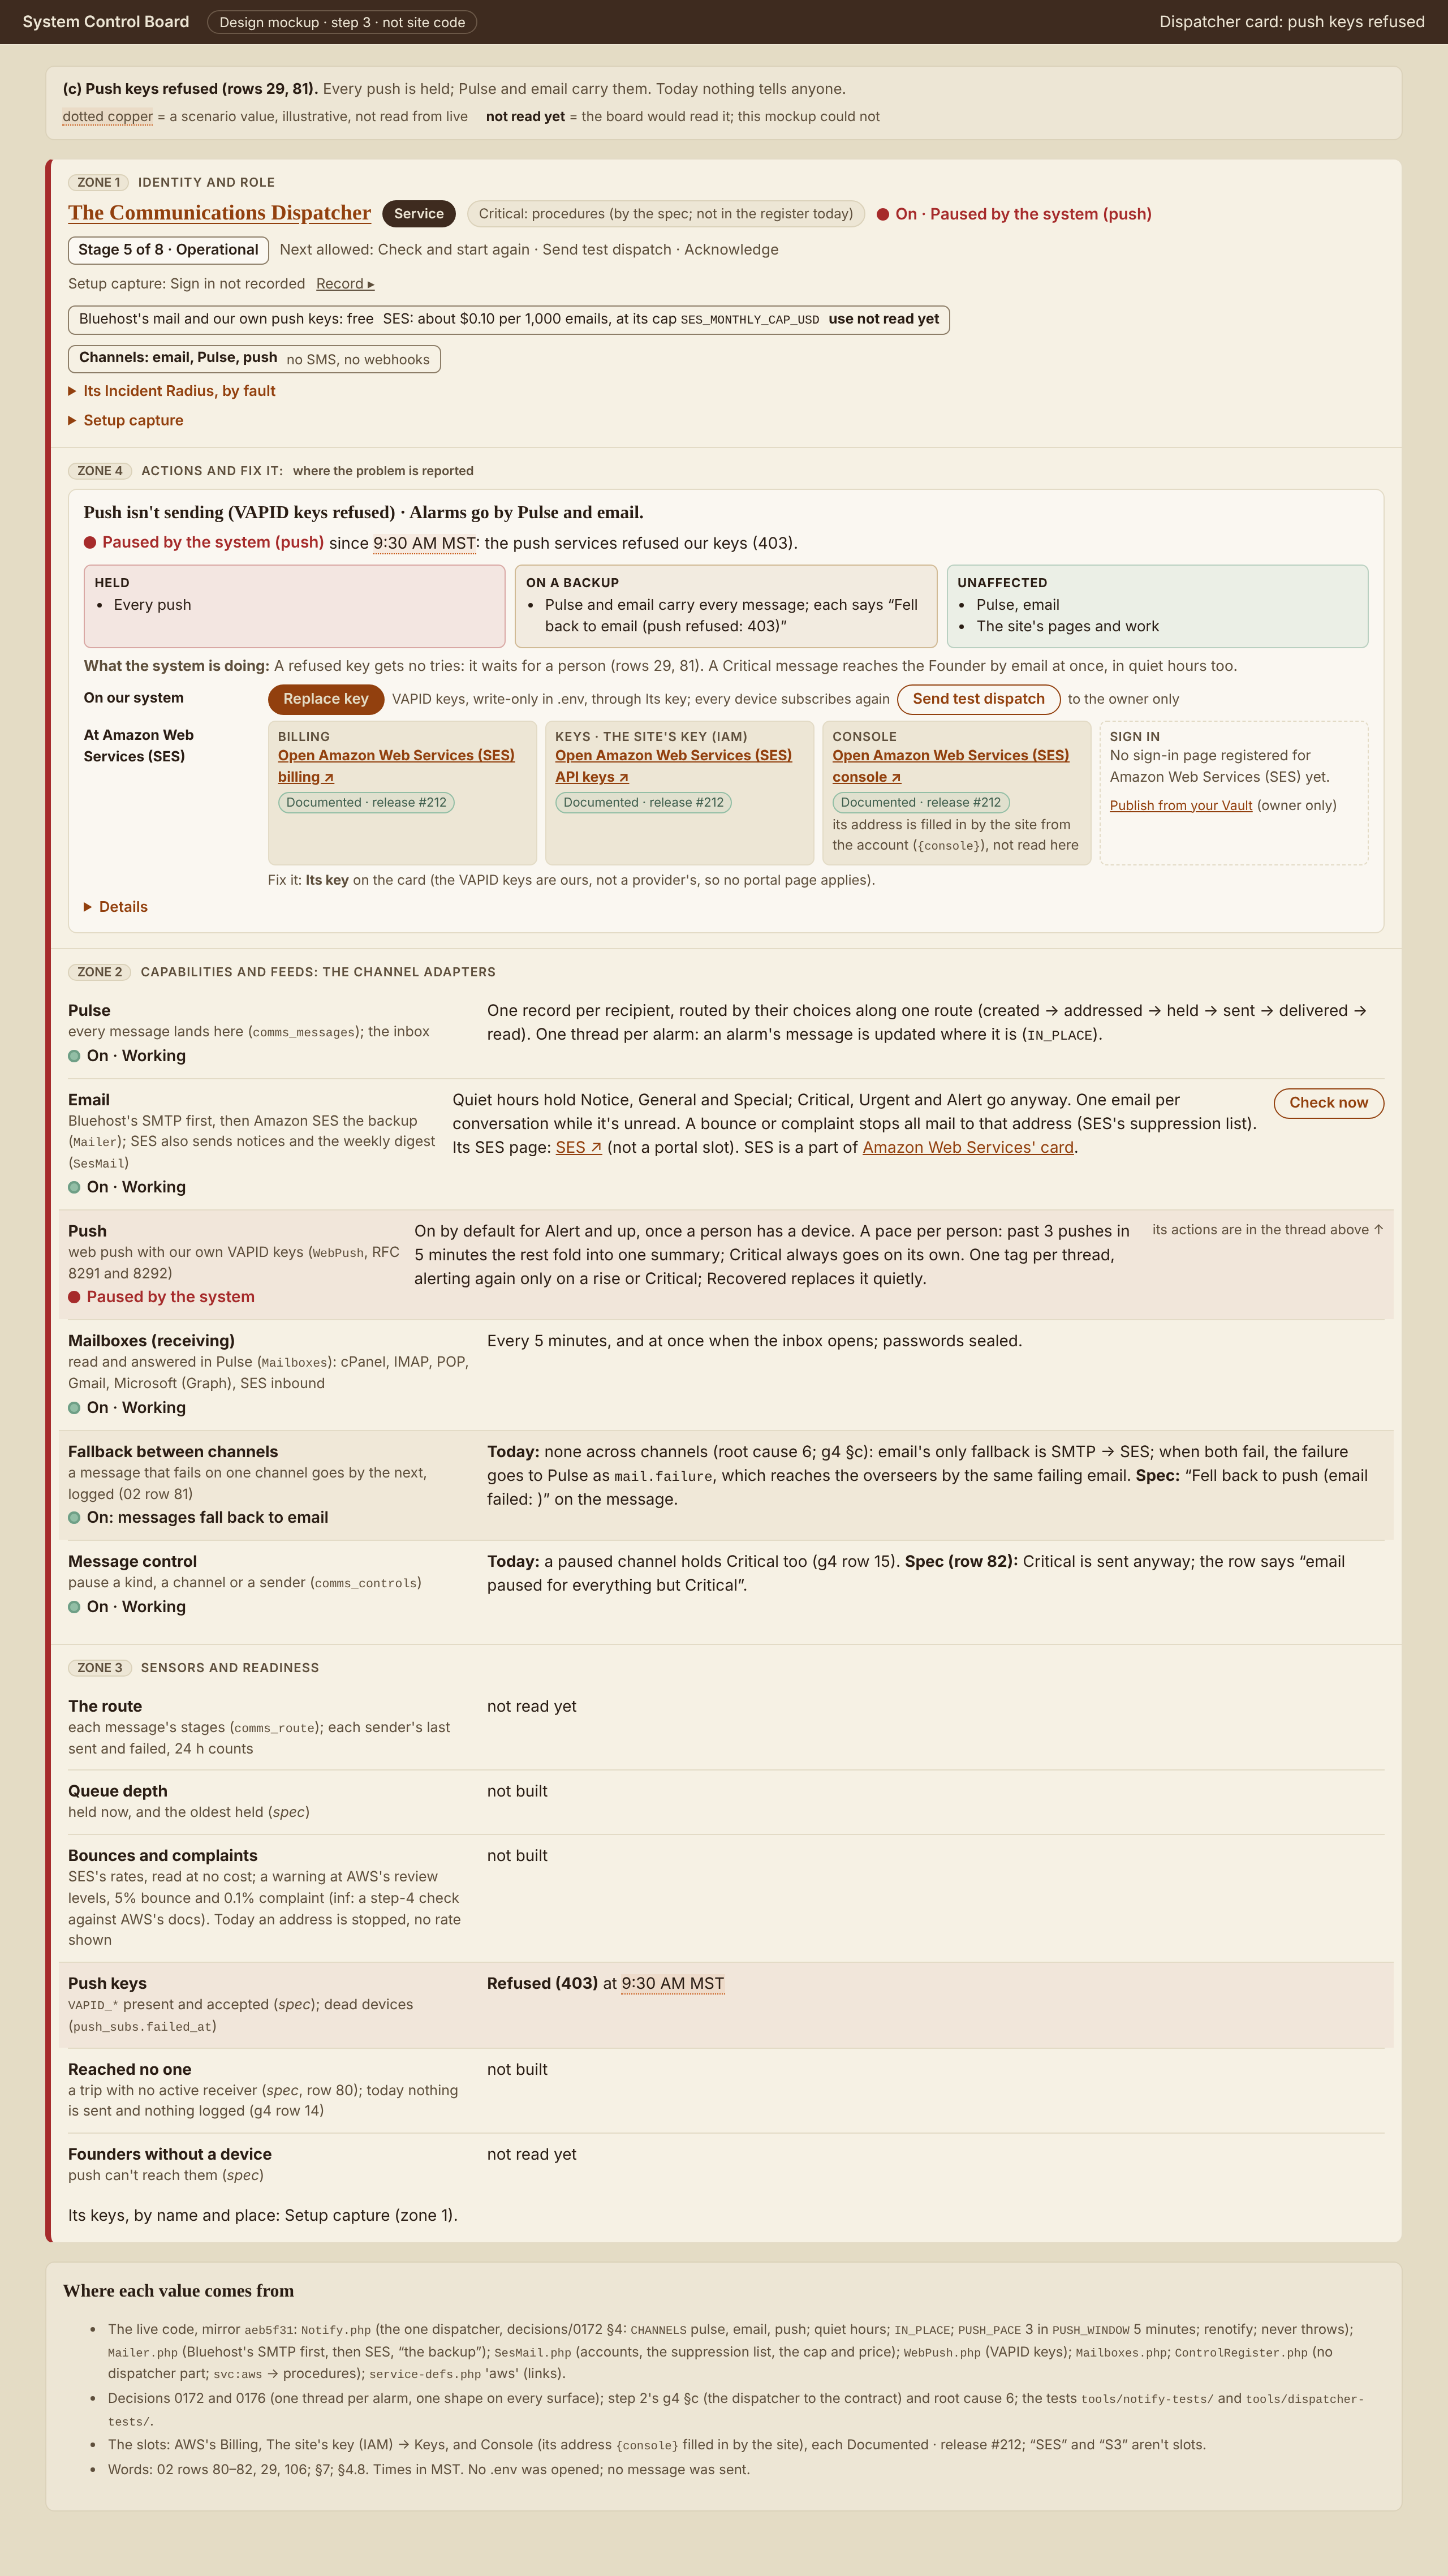 System Control Board
Design mockup · step 3 · not site code
Dispatcher card: push keys refused
(c) Push keys refused (rows 29, 81). Every push is held; Pulse and email carry them. Today nothing tells anyone.
dotted copper = a scenario value, illustrative, not read from live not read yet = the board would read it; this mockup could not
ZONE 1 IDENTITY AND ROLE
The Communications Dispatcher Service Critical: procedures (by the spec; not in the register today) On · Paused by the system (push)
Stage 5 of 8 · Operational Next allowed: Check and start again · Send test dispatch · Acknowledge
Setup capture: Sign in not recorded Record ▸
Bluehost's mail and our own push keys: free SES: about $0.10 per 1,000 emails, at its cap SES_MONTHLY_CAP_USD use not read yet
Channels: email, Pulse, push no SMS, no webhooks
▶ Its Incident Radius, by fault
▶ Setup capture
ZONE 4 ACTIONS AND FIX IT: where the problem is reported
Push isn't sending (VAPID keys refused) · Alarms go by Pulse and email.
Paused by the system (push) since 9:30 AM MST: the push services refused our keys (403).
HELD
• Every push
ON A BACKUP
• Pulse and email carry every message; each says “Fell
back to email (push refused: 403)”
UNAFFECTED
• Pulse, email
• The site's pages and work
What the system is doing: A refused key gets no tries: it waits for a person (rows 29, 81). A Critical message reaches the Founder by email at once, in quiet hours too.
On our system Replace key VAPID keys, write-only in .env, through Its key; every device subscribes again Send test dispatch to the owner only
At Amazon Web
Services (SES)
BILLING
Open Amazon Web Services (SES)
billing ↗
Documented · release #212
KEYS · THE SITE'S KEY (IAM)
Open Amazon Web Services (SES)
API keys ↗
Documented · release #212
CONSOLE
Open Amazon Web Services (SES)
console ↗
Documented · release #212
its address is filled in by the site from
the account ({console}), not read here
SIGN IN
No sign-in page registered for
Amazon Web Services (SES) yet.
Publish from your Vault (owner only)
Fix it: Its key on the card (the VAPID keys are ours, not a provider's, so no portal page applies).
▶ Details
ZONE 2 CAPABILITIES AND FEEDS: THE CHANNEL ADAPTERS
Pulse
every message lands here (comms_messages); the inbox
On · Working
One record per recipient, routed by their choices along one route (created → addressed → held → sent → delivered →
read). One thread per alarm: an alarm's message is updated where it is (IN_PLACE).
Email
Bluehost's SMTP first, then Amazon SES the backup
(Mailer); SES also sends notices and the weekly digest
(SesMail)
On · Working
Quiet hours hold Notice, General and Special; Critical, Urgent and Alert go anyway. One email per
conversation while it's unread. A bounce or complaint stops all mail to that address (SES's suppression list).
Its SES page: SES ↗ (not a portal slot). SES is a part of Amazon Web Services' card.
Check now
Push
web push with our own VAPID keys (WebPush, RFC
8291 and 8292)
Paused by the system
On by default for Alert and up, once a person has a device. A pace per person: past 3 pushes in
5 minutes the rest fold into one summary; Critical always goes on its own. One tag per thread,
alerting again only on a rise or Critical; Recovered replaces it quietly.
its actions are in the thread above ↑
Mailboxes (receiving)
read and answered in Pulse (Mailboxes): cPanel, IMAP, POP,
Gmail, Microsoft (Graph), SES inbound
On · Working
Every 5 minutes, and at once when the inbox opens; passwords sealed.
Fallback between channels
a message that fails on one channel goes by the next,
logged (02 row 81)
On: messages fall back to email
Today: none across channels (root cause 6; g4 §c): email's only fallback is SMTP → SES; when both fail, the failure
goes to Pulse as mail.failure, which reaches the overseers by the same failing email. Spec: “Fell back to push (email
failed: )” on the message.
Message control
pause a kind, a channel or a sender (comms_controls)
On · Working
Today: a paused channel holds Critical too (g4 row 15). Spec (row 82): Critical is sent anyway; the row says “email
paused for everything but Critical”.
ZONE 3 SENSORS AND READINESS
The route
each message's stages (comms_route); each sender's last
sent and failed, 24 h counts
not read yet
Queue depth
held now, and the oldest held (spec)
not built
Bounces and complaints
SES's rates, read at no cost; a warning at AWS's review
levels, 5% bounce and 0.1% complaint (inf: a step-4 check
against AWS's docs). Today an address is stopped, no rate
shown
not built
Push keys
VAPID_* present and accepted (spec); dead devices
(push_subs.failed_at)
Refused (403) at 9:30 AM MST
Reached no one
a trip with no active receiver (spec, row 80); today nothing
is sent and nothing logged (g4 row 14)
not built
Founders without a device
push can't reach them (spec)
not read yet
Its keys, by name and place: Setup capture (zone 1).
Where each value comes from
• The live code, mirror aeb5f31: Notify.php (the one dispatcher, decisions/0172 §4: CHANNELS pulse, email, push; quiet hours; IN_PLACE; PUSH_PACE 3 in PUSH_WINDOW 5 minutes; renotify; never throws);
Mailer.php (Bluehost's SMTP first, then SES, “the backup”); SesMail.php (accounts, the suppression list, the cap and price); WebPush.php (VAPID keys); Mailboxes.php; ControlRegister.php (no
dispatcher part; svc:aws → procedures); service-defs.php 'aws' (links).
• Decisions 0172 and 0176 (one thread per alarm, one shape on every surface); step 2's g4 §c (the dispatcher to the contract) and root cause 6; the tests tools/notify-tests/ and tools/dispatcher-
tests/.
• The slots: AWS's Billing, The site's key (IAM) → Keys, and Console (its address {console} filled in by the site), each Documented · release #212; “SES” and “S3” aren't slots.
• Words: 02 rows 80–82, 29, 106; §7; §4.8. Times in MST. No .env was opened; no message was sent.